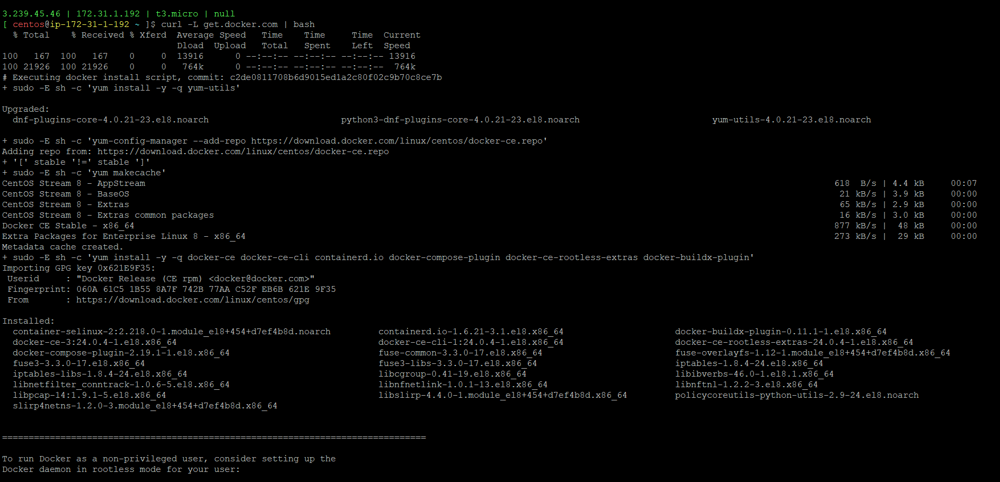 3.239.45.46 | 172.31.1.192 | t3.micro | null
[ centos@ip-172-31-1-192 ~ ]$ curl -L get.docker.com | bash
  % Total    % Received % Xferd  Average Speed   Time    Time     Time  Current
                                 Dload  Upload   Total   Spent    Left  Speed
100   167  100   167    0     0  13916      0 --:--:-- --:--:-- --:--:-- 13916
100 21926  100 21926    0     0   764k      0 --:--:-- --:--:-- --:--:--  764k
# Executing docker install script, commit: c2de0811708b6d9015ed1a2c80f02c9b70c8ce7b
+ sudo -E sh -c 'yum install -y -q yum-utils'

Upgraded:
  dnf-plugins-core-4.0.21-23.el8.noarch                         python3-dnf-plugins-core-4.0.21-23.el8.noarch                         yum-utils-4.0.21-23.el8.noarch

+ sudo -E sh -c 'yum-config-manager --add-repo https://download.docker.com/linux/centos/docker-ce.repo'
Adding repo from: https://download.docker.com/linux/centos/docker-ce.repo
+ '[' stable '!=' stable ']'
+ sudo -E sh -c 'yum makecache'
CentOS Stream 8 - AppStream                                       618  B/s | 4.4 kB     00:07
CentOS Stream 8 - BaseOS                                           21 kB/s | 3.9 kB     00:00
CentOS Stream 8 - Extras                                           65 kB/s | 2.9 kB     00:00
CentOS Stream 8 - Extras common packages                           16 kB/s | 3.0 kB     00:00
Docker CE Stable - x86_64                                         877 kB/s |  48 kB     00:00
Extra Packages for Enterprise Linux 8 - x86_64                    273 kB/s |  29 kB     00:00
Metadata cache created.
+ sudo -E sh -c 'yum install -y -q docker-ce docker-ce-cli containerd.io docker-compose-plugin docker-ce-rootless-extras docker-buildx-plugin'
Importing GPG key 0x621E9F35:
 Userid     : "Docker Release (CE rpm) <docker@docker.com>"
 Fingerprint: 060A 61C5 1B55 8A7F 742B 77AA C52F EB6B 621E 9F35
 From       : https://download.docker.com/linux/centos/gpg

Installed:
  container-selinux-2:2.218.0-1.module_el8+454+d7ef4b8d.noarch         containerd.io-1.6.21-3.1.el8.x86_64                     docker-buildx-plugin-0.11.1-1.el8.x86_64
  docker-ce-3:24.0.4-1.el8.x86_64                                      docker-ce-cli-1:24.0.4-1.el8.x86_64                     docker-ce-rootless-extras-24.0.4-1.el8.x86_64
  docker-compose-plugin-2.19.1-1.el8.x86_64                            fuse-common-3.3.0-17.el8.x86_64                         fuse-overlayfs-1.12-1.module_el8+454+d7ef4b8d.x86_64
  fuse3-3.3.0-17.el8.x86_64                                            fuse3-libs-3.3.0-17.el8.x86_64                          iptables-1.8.4-24.el8.x86_64
  iptables-libs-1.8.4-24.el8.x86_64                                    libcgroup-0.41-19.el8.x86_64                            libibverbs-46.0-1.el8.1.x86_64
  libnetfilter_conntrack-1.0.6-5.el8.x86_64                            libnfnetlink-1.0.1-13.el8.x86_64                        libnftnl-1.2.2-3.el8.x86_64
  libpcap-14:1.9.1-5.el8.x86_64                                        libslirp-4.4.0-1.module_el8+454+d7ef4b8d.x86_64         policycoreutils-python-utils-2.9-24.el8.noarch
  slirp4netns-1.2.0-3.module_el8+454+d7ef4b8d.x86_64

================================================================================

To run Docker as a non-privileged user, consider setting up the
Docker daemon in rootless mode for your user: